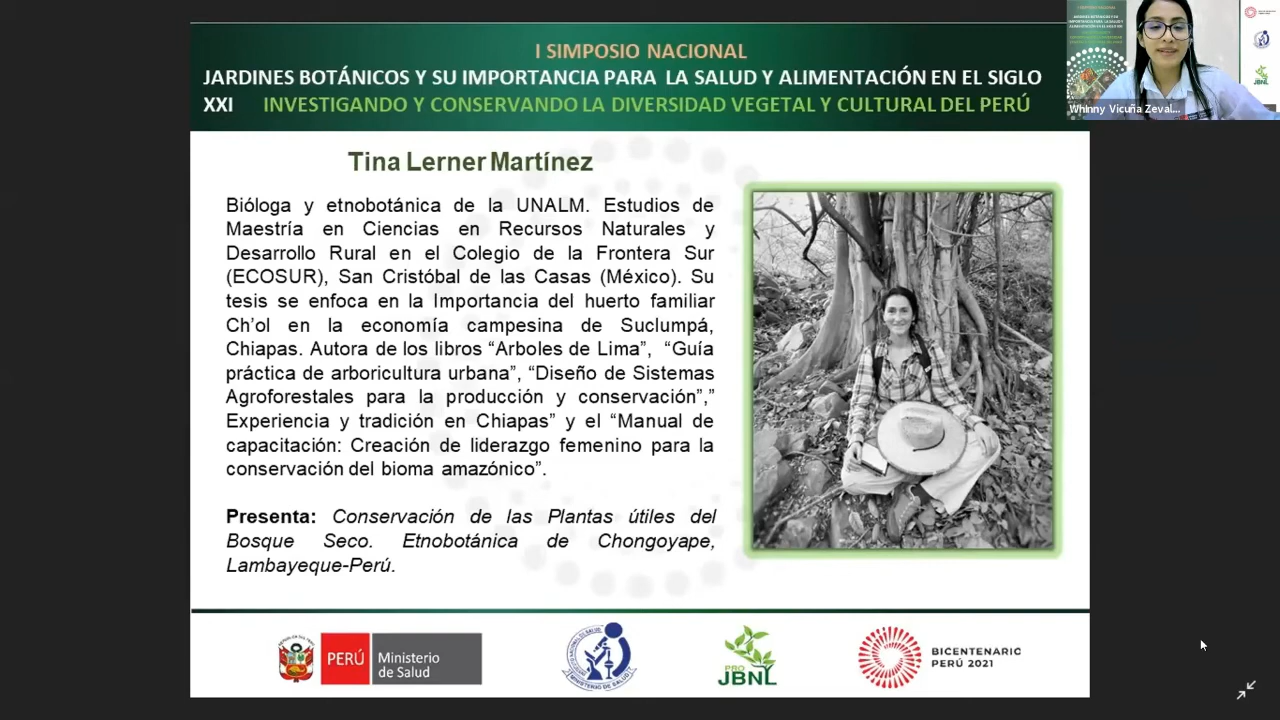 I SIMPOSIO NACIONAL
JARDINES BOTÁNICOS Y SU IMPORTANCIA PARA LA SALUD Y ALIMENTACIÓN EN EL SIGLO
XXI INVESTIGANDO Y CONSERVANDO LA DIVERSIDAD VEGETAL Y CULTURAL DEL PERÚ
Whinny Vicuña Zeval...
Tina Lerner Martínez
Bióloga y etnobotánica de la UNALM. Estudios de
Maestría en Ciencias en Recursos Naturales y
Desarrollo Rural en el Colegio de la Frontera Sur
(ECOSUR), San Cristóbal de las Casas (México). Su
tesis se enfoca en la Importancia del huerto familiar
Ch’ol en la economía campesina de Suclumpá,
Chiapas. Autora de los libros “Arboles de Lima”, “Guía
práctica de arboricultura urbana”, “Diseño de Sistemas
Agroforestales para la producción y conservación”,”
Experiencia y tradición en Chiapas” y el “Manual de
capacitación: Creación de liderazgo femenino para la
conservación del bioma amazónico”.
Presenta: Conservación de las Plantas útiles del
Bosque Seco. Etnobotánica de Chongoyape,
Lambayeque-Perú.
PERÚ Ministerio
de Salud
PRO
JBNL
BICENTENARIO
PERÚ 2021